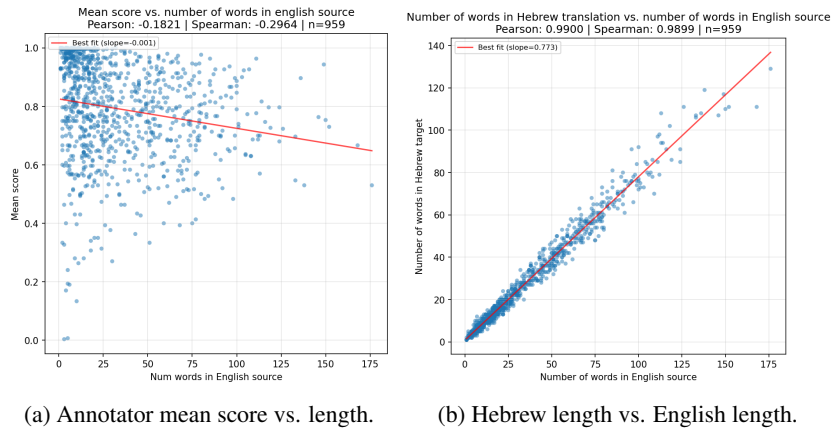 Mean score vs. number of words in english source
Pearson: -0.1821 | Spearman: -0.2964 | n=959
Best fit (slope=-0.001)
1.0
0.8
0.6
0.4
0.2
0.0
Mean score
0
25
50
75
100
125
150
175
Num words in English source
(a) Annotator mean score vs. length.
Number of words in Hebrew translation vs. number of words in English source
Pearson: 0.9900 | Spearman: 0.9899 | n=959
Best fit (slope=0.773)
140
120
100
80
60
40
20
0
Number of words in Hebrew target
0
25
50
75
100
125
150
175
Number of words in English source
(b) Hebrew length vs. English length.